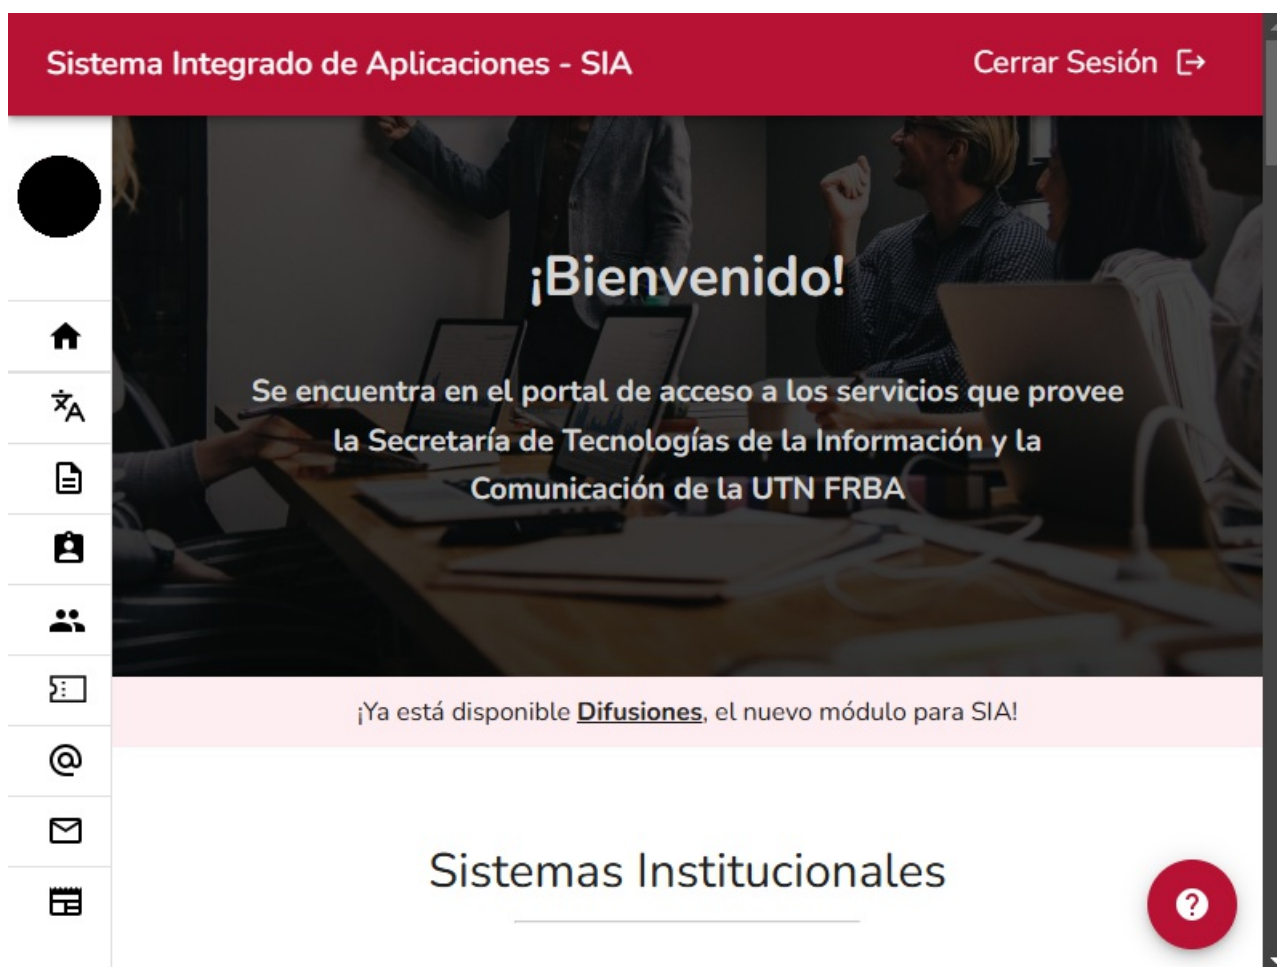 Sistema Integrado de Aplicaciones - SIA
Cerrar Sesión
¡Bienvenido!
Se encuentra en el portal de acceso a los servicios que provee
la Secretaría de Tecnologías de la Información y la
Comunicación de la UTN FRBA
¡Ya está disponible Difusiones, el nuevo módulo para SIA!
Sistemas Institucionales